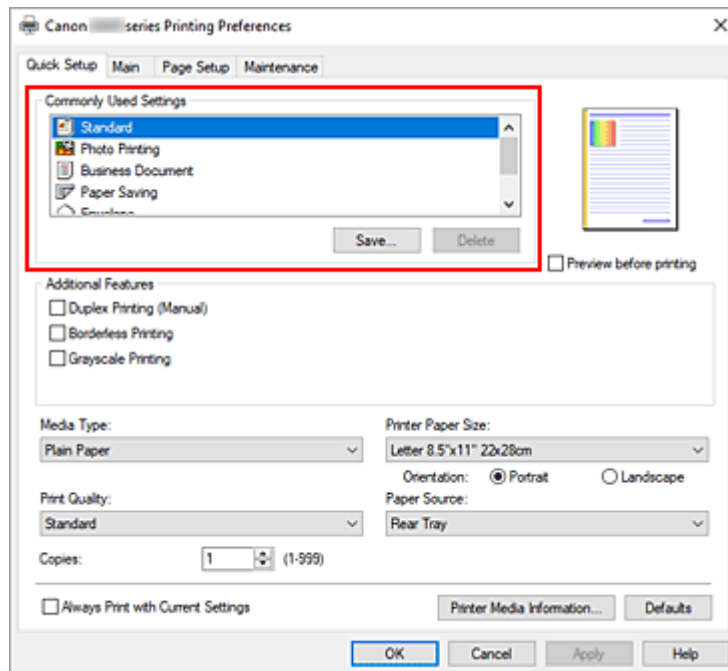 Canon series Printing Preferences
Quick Setup Main Page Setup Maintenance
Commonly Used Settings
Standard
Photo Printing
Business Document
Paper Saving
Envelope
Save... Delete
Preview before printing
Additional Features
Duplex Printing (Manual)
Borderless Printing
Grayscale Printing
Media Type: Printer Paper Size:
Plain Paper Letter 8.5"x11" 22x28cm
Orientation: Portrait Landscape
Print Quality: Paper Source:
Standard Rear Tray
Copies: 1 (1-999)
Always Print with Current Settings Printer Media Information... Defaults
OK Cancel Apply Help